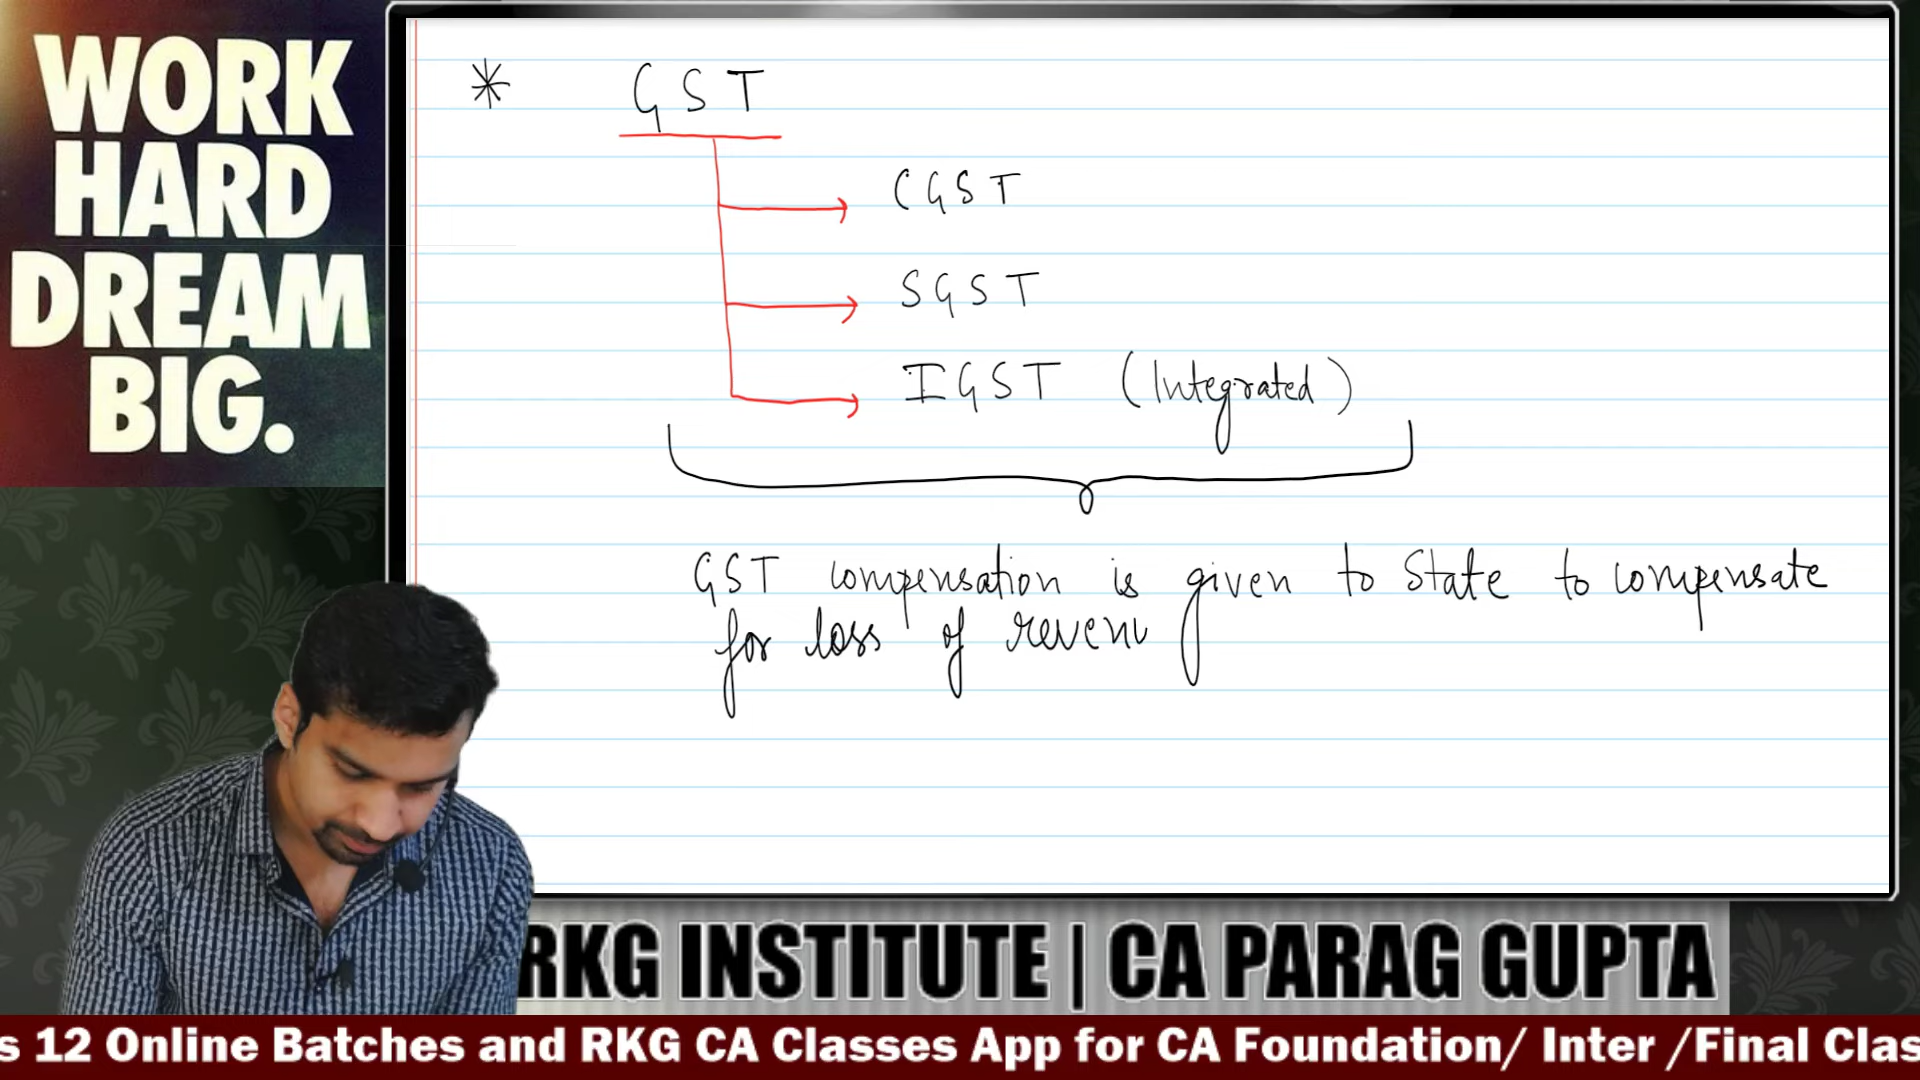 WORK
HARD
DREAM
BIG.
* GST
CGST
SGST
IGST (Integrated)
GST compensation is given to State to compensate
for loss of revenu
RKG INSTITUTE | CA PARAG GUPTA
s 12 Online Batches and RKG CA Classes App for CA Foundation/ Inter /Final Clas